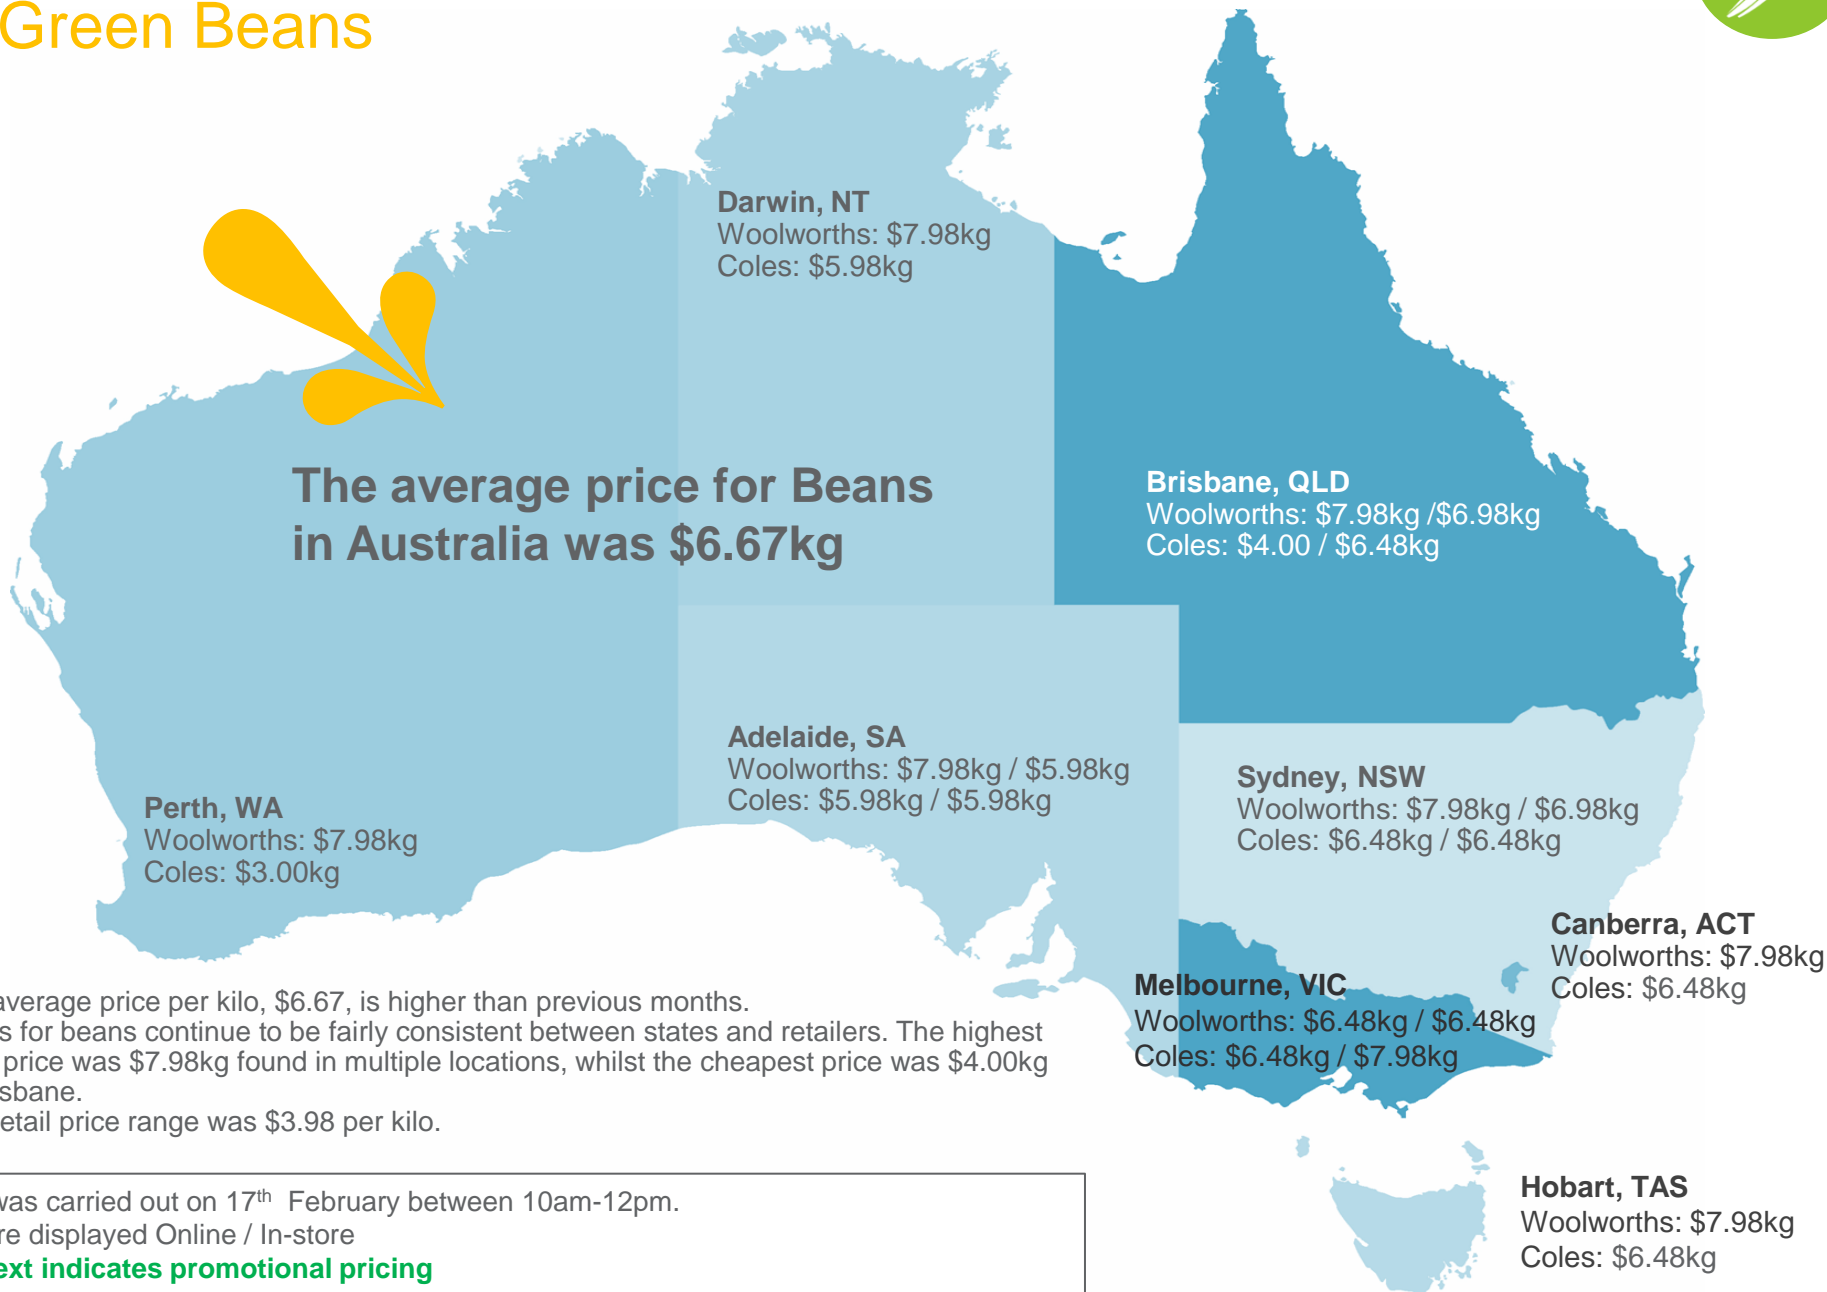 Green Beans
Darwin, NT
Woolworths: $7.98kg
Coles: $5.98kg
The average price for Beans
in Australia was $6.67kg
Brisbane, QLD
Woolworths: $7.98kg /$6.98kg
Coles: $4.00 / $6.48kg
Adelaide, SA
Woolworths: $7.98kg / $5.98kg
Coles: $5.98kg / $5.98kg
Sydney, NSW
Woolworths: $7.98kg / $6.98kg
Coles: $6.48kg / $6.48kg
Perth, WA
Woolworths: $7.98kg
Coles: $3.00kg
Canberra, ACT
Woolworths: $7.98kg
Coles: $6.48kg
Melbourne, VIC
Woolworths: $6.48kg / $6.48kg
Coles: $6.48kg / $7.98kg
average price per kilo, $6.67, is higher than previous months.
s for beans continue to be fairly consistent between states and retailers. The highest
price was $7.98kg found in multiple locations, whilst the cheapest price was $4.00kg
sbane.
etail price range was $3.98 per kilo.
was carried out on 17th February between 10am-12pm.
re displayed Online / In-store
ext indicates promotional pricing
Hobart, TAS
Woolworths: $7.98kg
Coles: $6.48kg